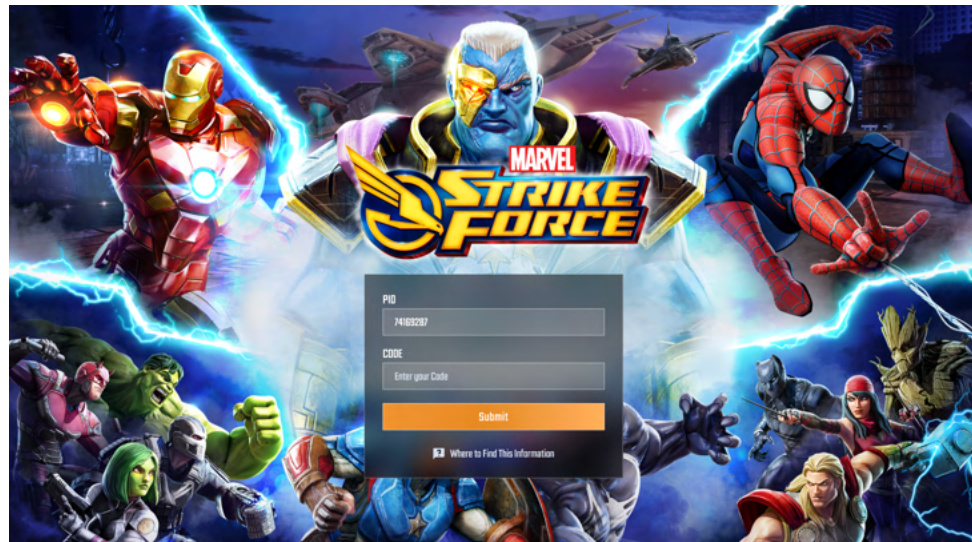 MARVEL
STRIKE
FORCE
PID
74169287
CODE
Enter your Code
Submit
Where to Find This Information